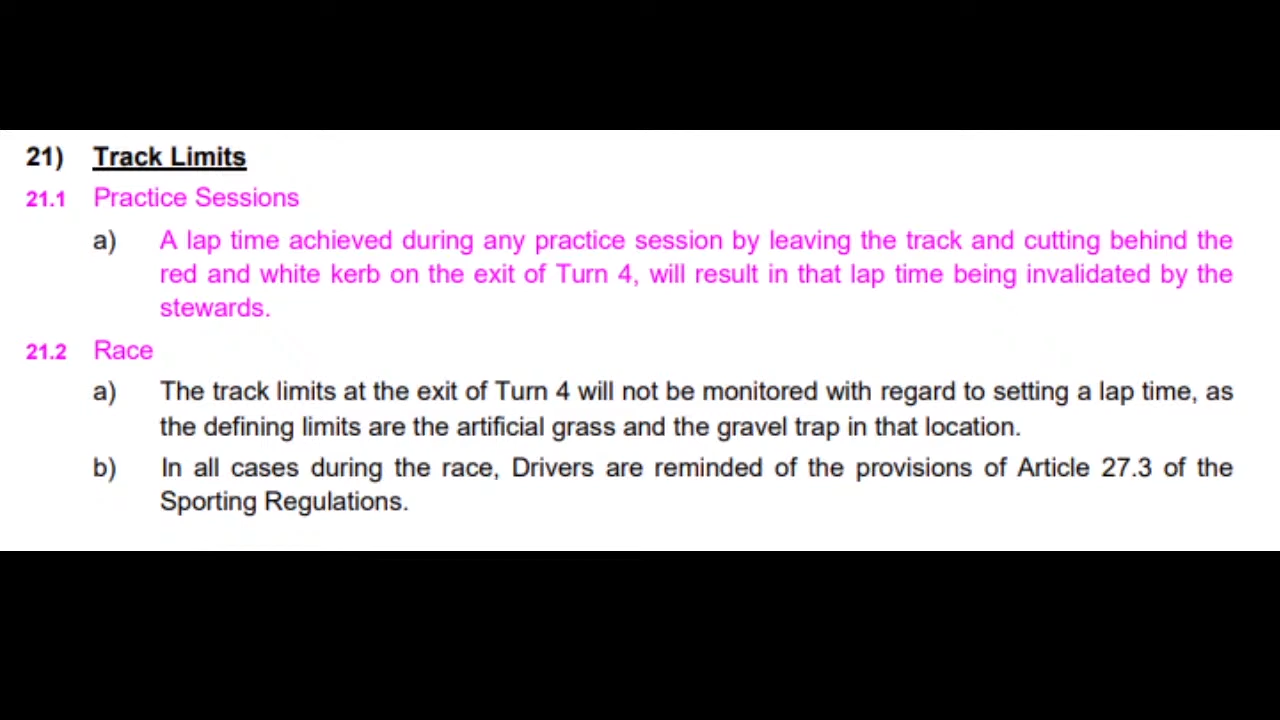 21) Track Limits
21.1 Practice Sessions
a) A lap time achieved during any practice session by leaving the track and cutting behind the
red and white kerb on the exit of Turn 4, will result in that lap time being invalidated by the
stewards.
21.2 Race
a) The track limits at the exit of Turn 4 will not be monitored with regard to setting a lap time, as
the defining limits are the artificial grass and the gravel trap in that location.
b) In all cases during the race, Drivers are reminded of the provisions of Article 27.3 of the
Sporting Regulations.